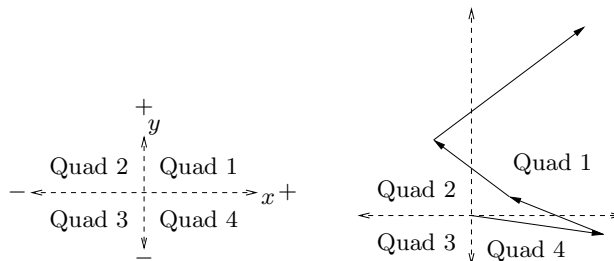 +
y
Quad 2 Quad 1
− x +
Quad 3 Quad 4
−
Quad 1
Quad 2
Quad 3
Quad 4